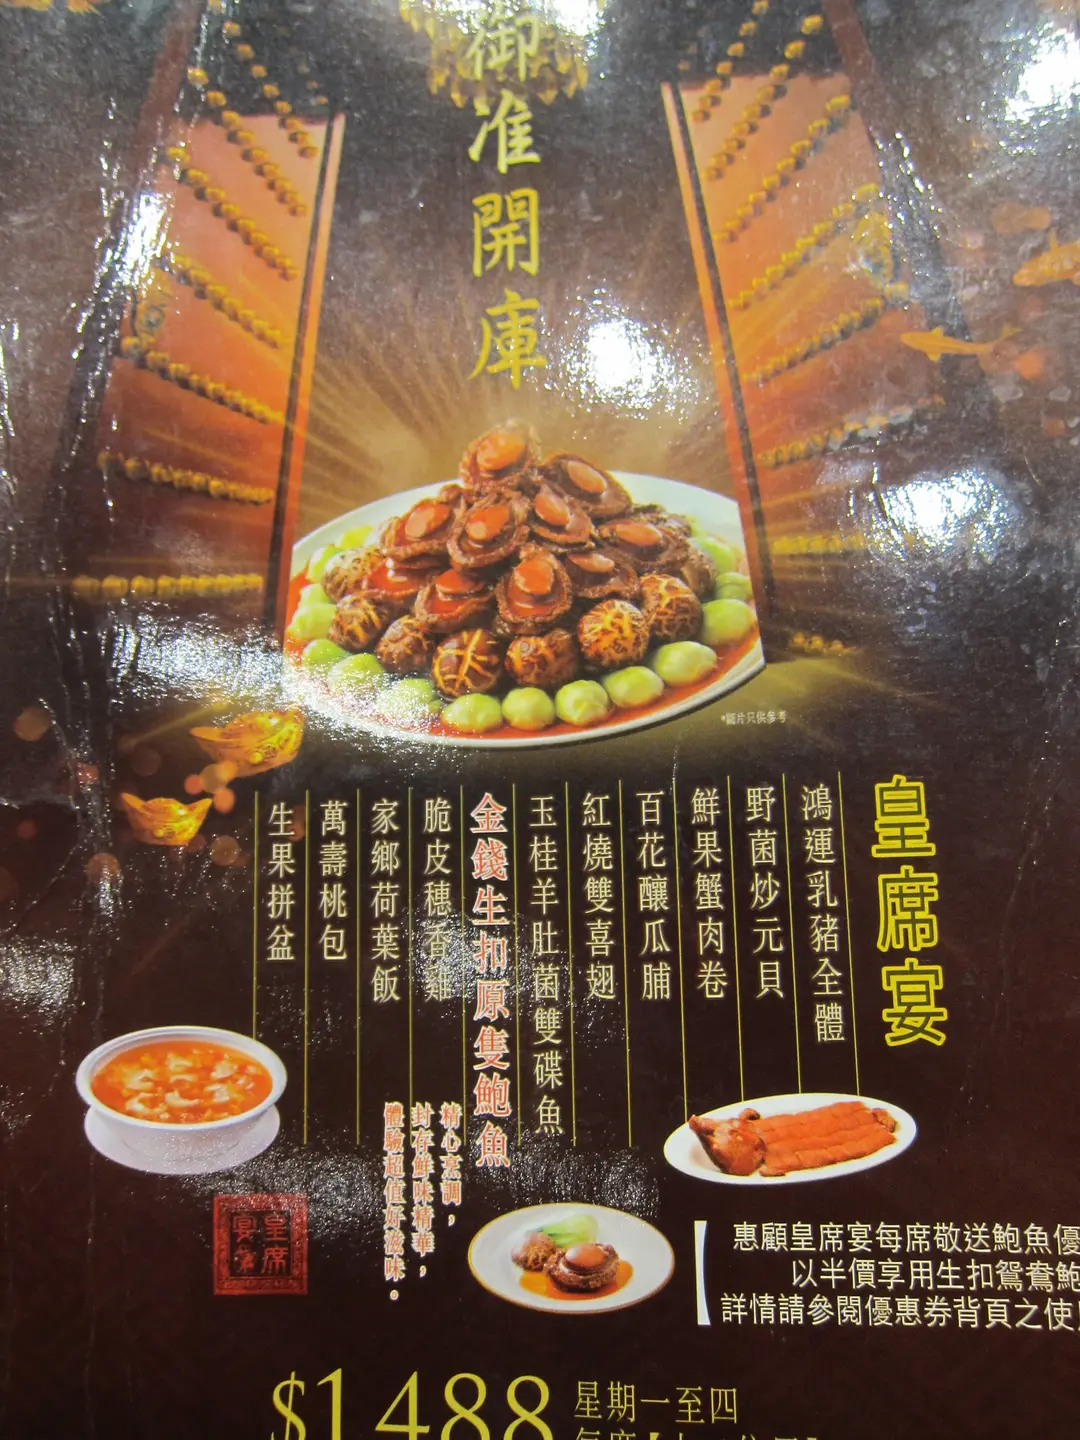 御准開庫
*圖片只供參考
皇席宴
鴻運乳豬全體
野菌炒元貝
鮮果蟹肉卷
百花釀瓜脯
紅燒雙喜翅
玉桂羊肚菌雙碟魚
金錢生扣原隻鮑魚
精心烹調，
封存鮮味精華，
體驗超值好滋味。
脆皮穗香雞
家鄉荷葉飯
萬壽桃包
生果拼盆
皇席
【惠顧皇席宴每席敬送鮑魚優
以半價享用生扣鴛鴦鮑
詳情請參閱優惠券背頁之使
$1,488
星期一至四